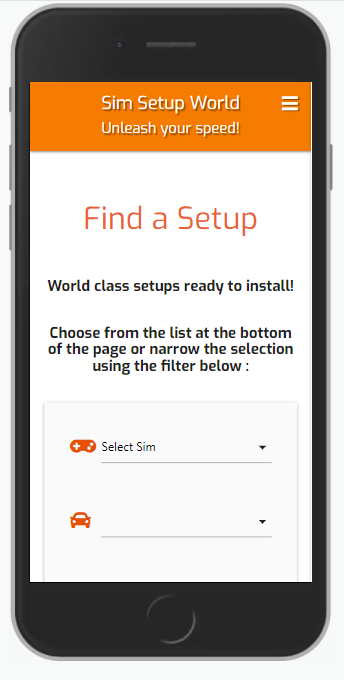 Sim Setup World
Unleash your speed!
Find a Setup
World class setups ready to install!
Choose from the list at the bottom
of the page or narrow the selection
using the filter below :
Select Sim